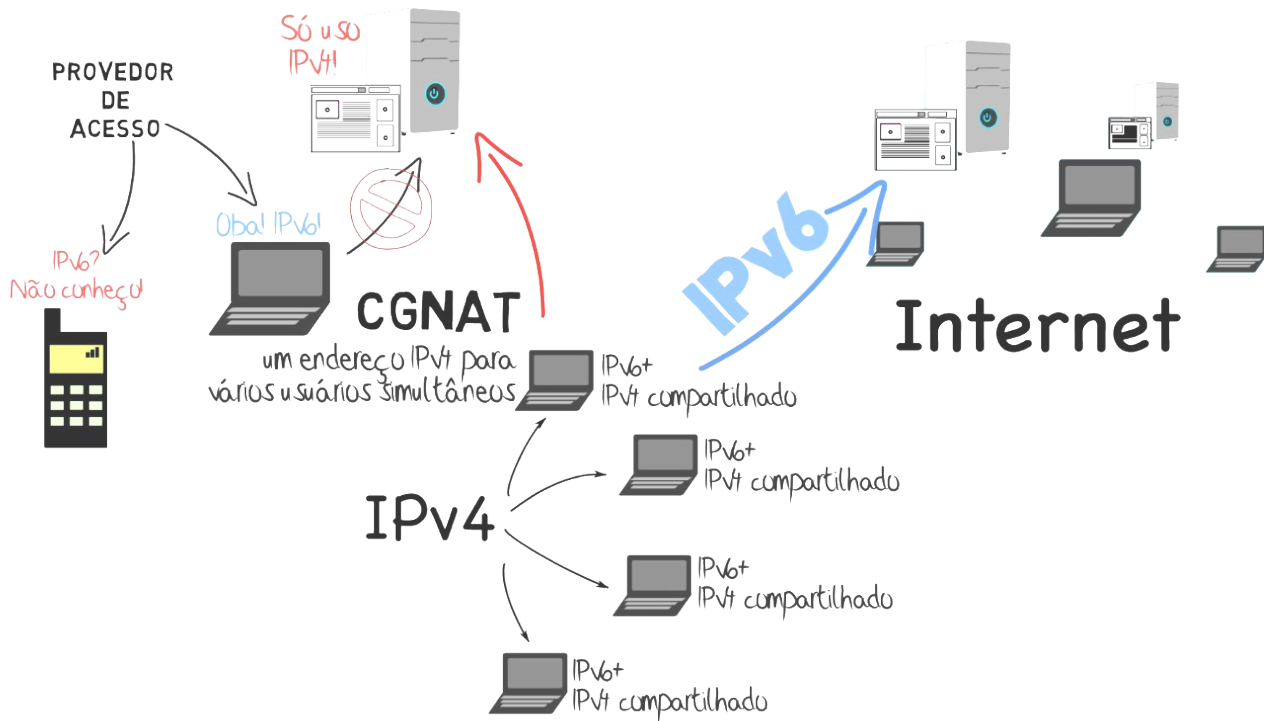 Só uso
IPv4!
PROVEDOR
DE
ACESSO
Oba! IPv6!
IPv6?
Não conheço!
CGNAT
um endereço IPv4 para
vários usuários simultâneos
IPv6
Internet
IPv6+
IPv4 compartilhado
IPv6+
IPv4 compartilhado
IPv4
IPv6+
IPv4 compartilhado
IPv6+
IPv4 compartilhado